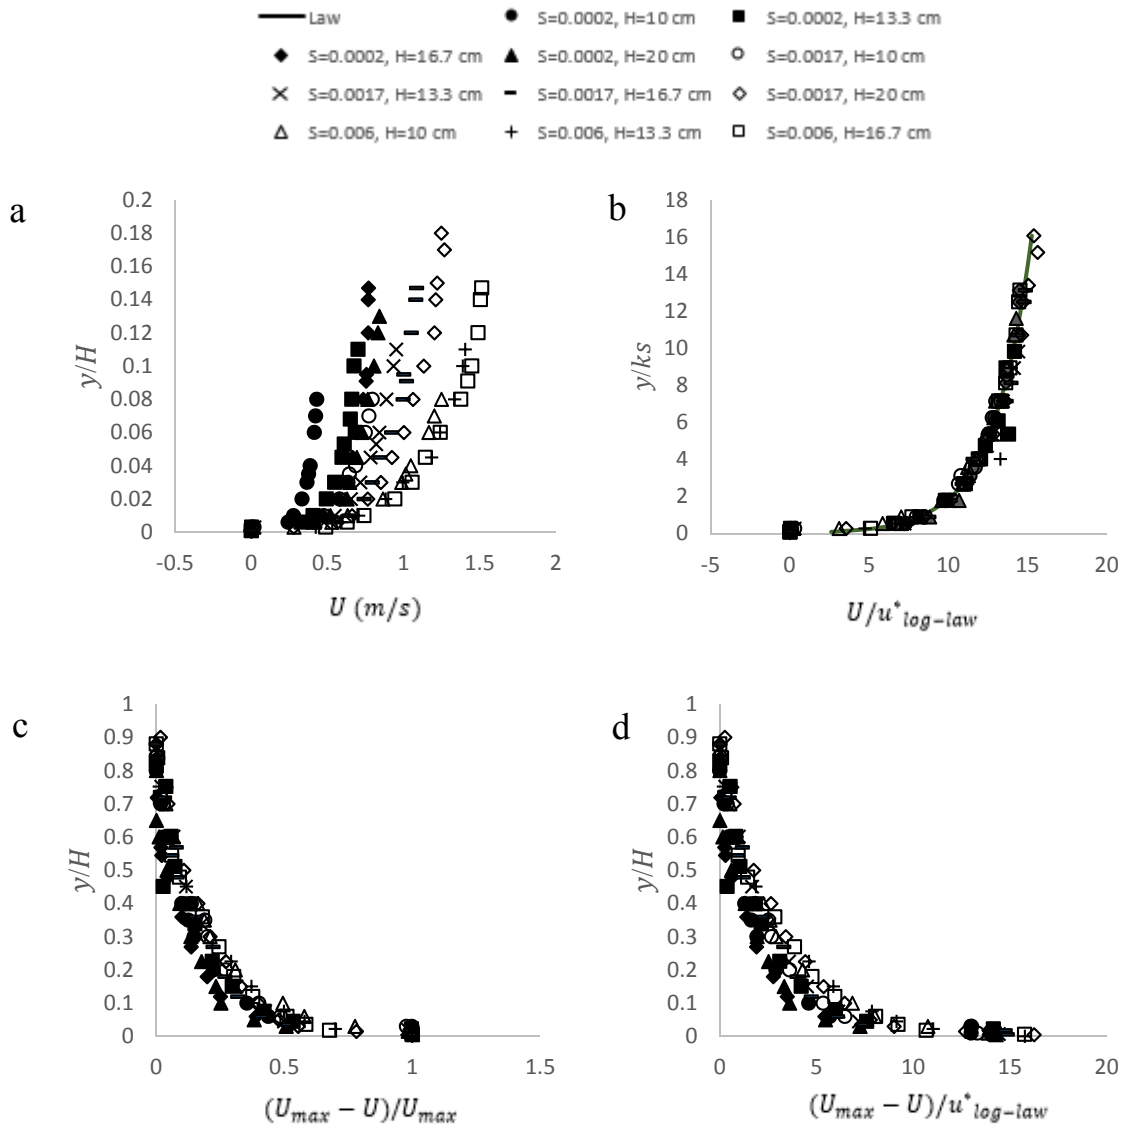 Law
S=0.0002, H=10 cm
S=0.0002, H=13.3 cm
S=0.0002, H=16.7 cm
S=0.0002, H=20 cm
S=0.0017, H=10 cm
S=0.0017, H=13.3 cm
S=0.0017, H=16.7 cm
S=0.0017, H=20 cm
S=0.006, H=10 cm
S=0.006, H=13.3 cm
S=0.006, H=16.7 cm
a
y/H
0.2
0.18
0.16
0.14
0.12
0.1
0.08
0.06
0.04
0.02
0
-0.5 0 0.5 1 1.5 2
U (m/s)
b
y/ks
18
16
14
12
10
8
6
4
2
0
-5 0 5 10 15 20
U/u*log−law
c
y/H
1
0.9
0.8
0.7
0.6
0.5
0.4
0.3
0.2
0.1
0
0 0.5 1 1.5
(Umax − U)/Umax
d
y/H
1
0.9
0.8
0.7
0.6
0.5
0.4
0.3
0.2
0.1
0
0 5 10 15 20
(Umax − U)/u*log−law